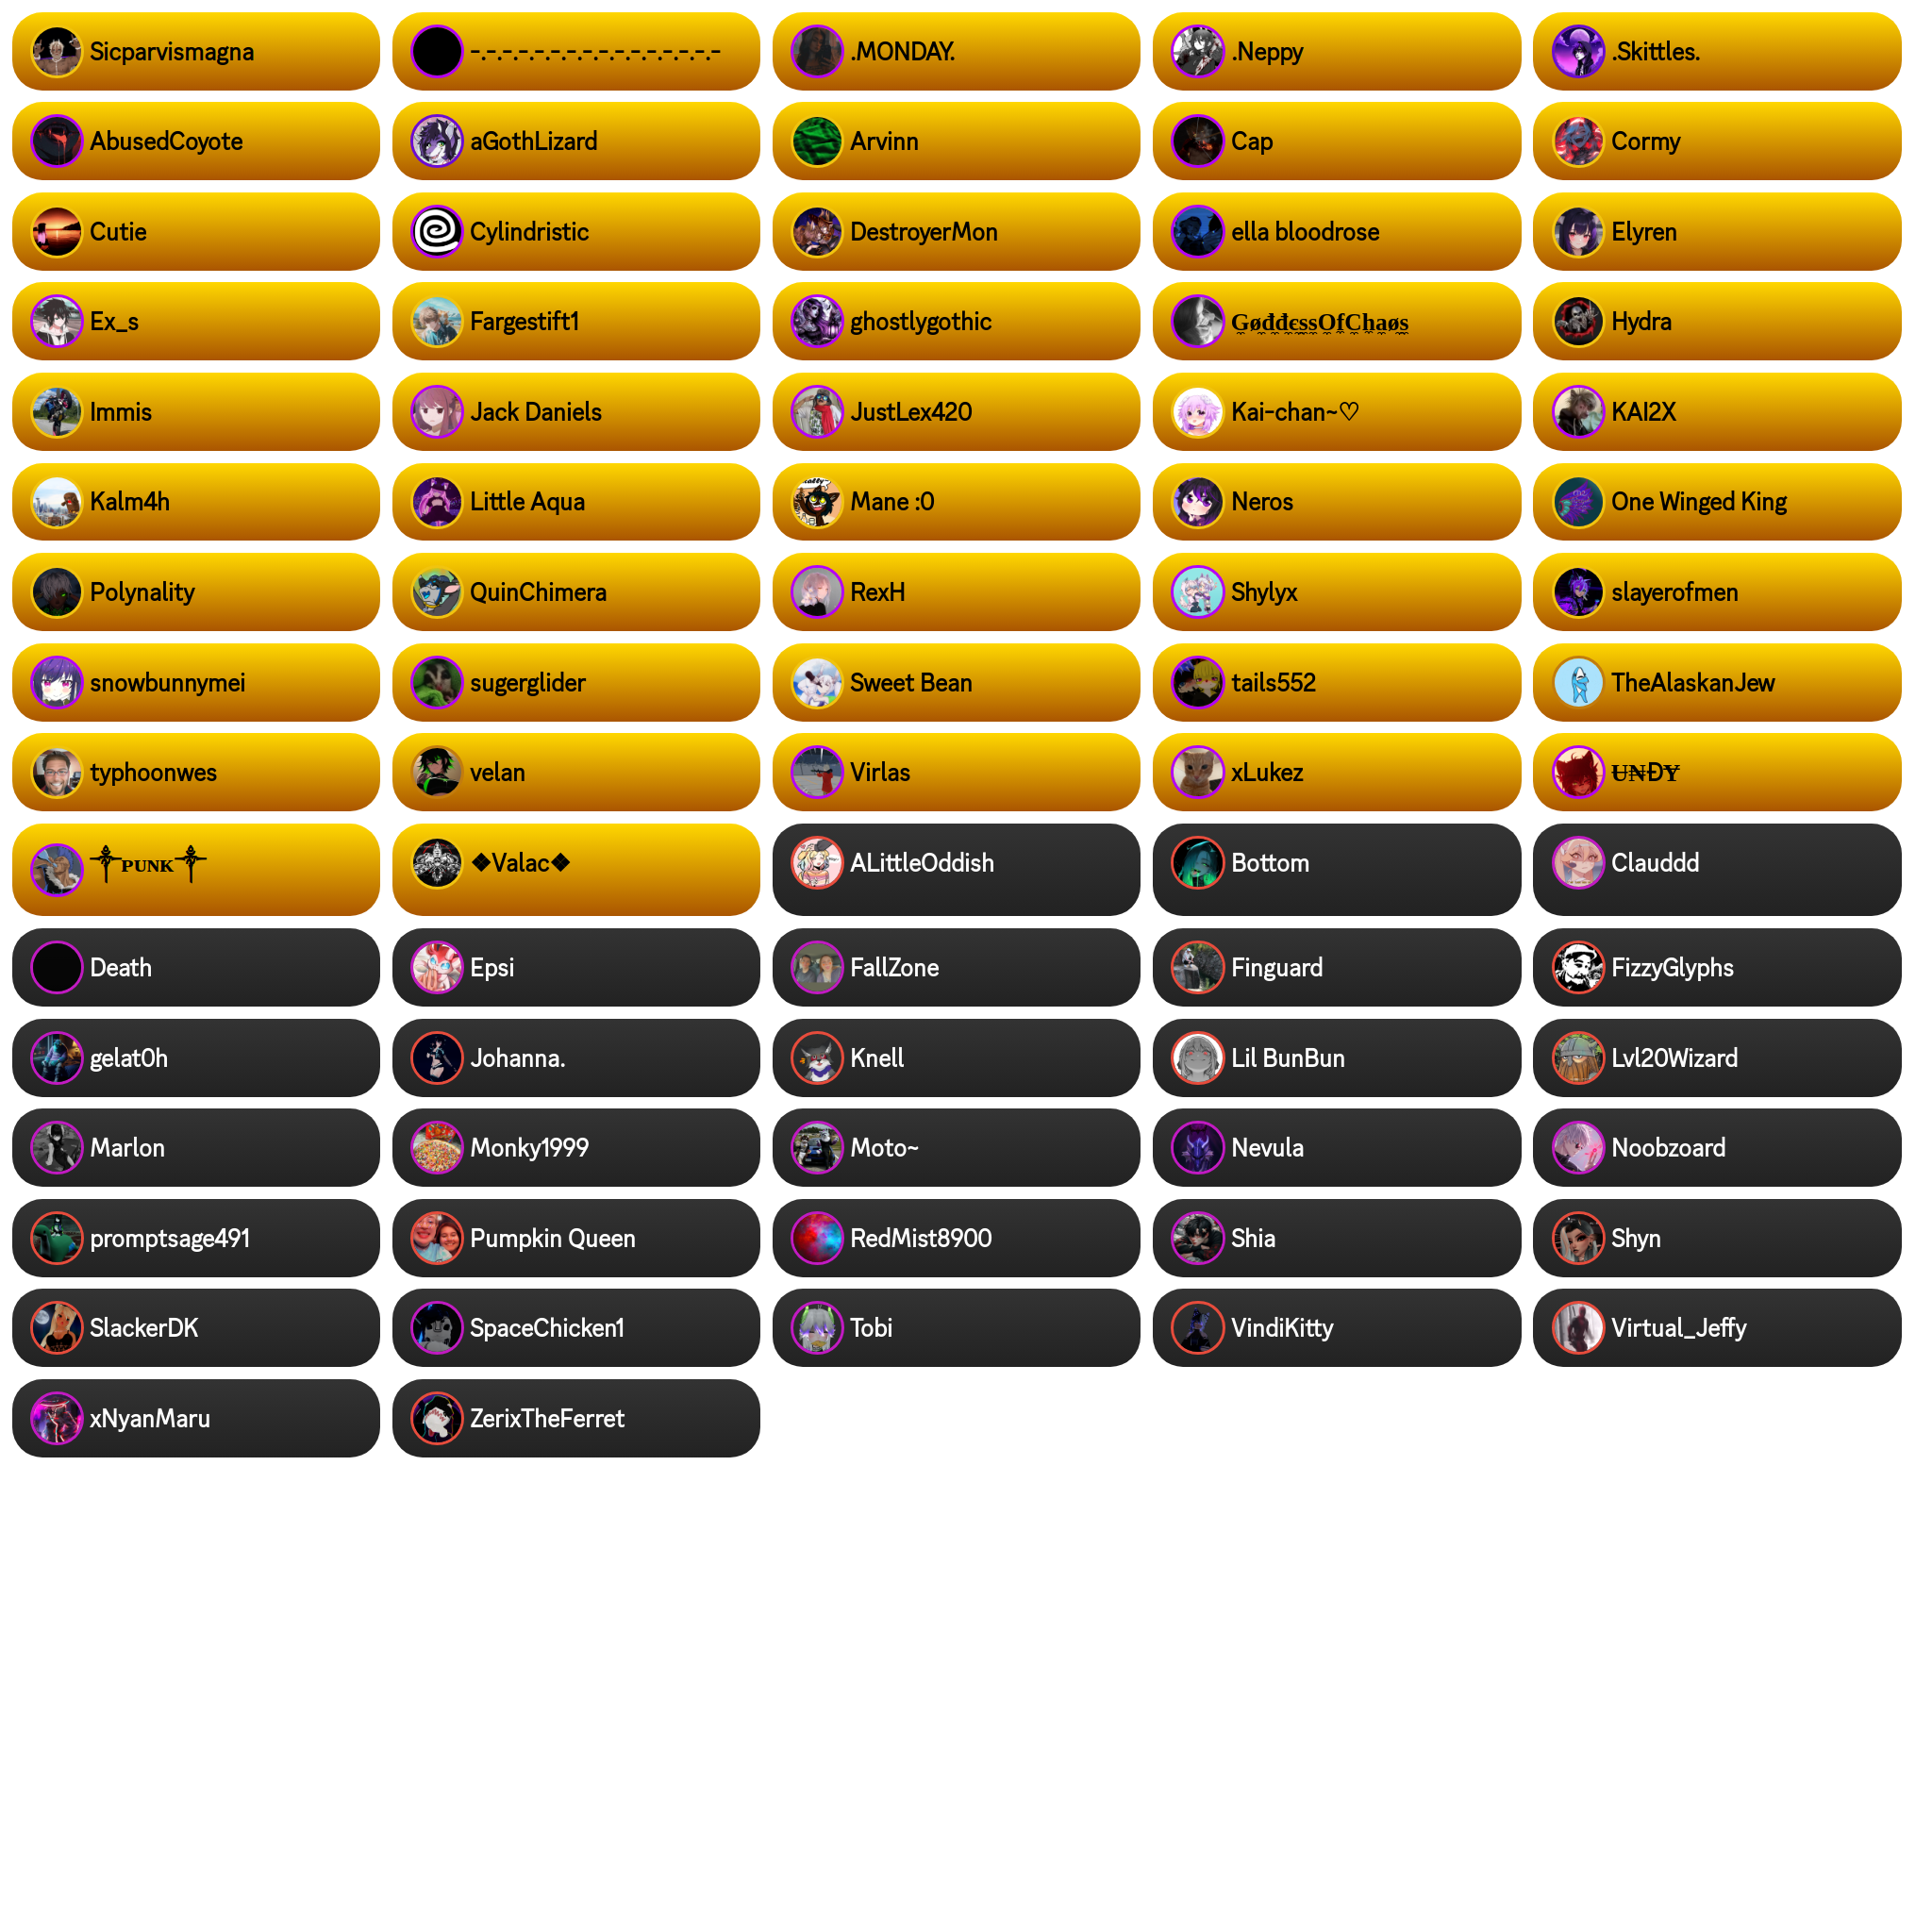 Sicparvismagna
-.-.-.-.-.-.-.-.-.-.-.-.-.-.-.-
.MONDAY.
.Neppy
.Skittles.
AbusedCoyote
aGothLizard
Arvinn
Cap
Cormy
Cutie
Cylindristic
DestroyerMon
ella bloodrose
Elyren
Ex_s
Fargestift1
ghostlygothic
G̰ø̰đ̰đ̰є̰s̰s̰O̰f̰C̰h̰a̰ø̰s̰
Hydra
Immis
Jack Daniels
JustLex420
Kai-chan~♡
KAI2X
Kalm4h
Little Aqua
Mane :0
Neros
One Winged King
Polynality
QuinChimera
RexH
Shylyx
slayerofmen
snowbunnymei
sugerglider
Sweet Bean
tails552
TheAlaskanJew
typhoonwes
velan
Virlas
xLukez
U̶N̶ĐY̶
༒ᴘᴜɴᴋ༒
❖Valac❖
ALittleOddish
Bottom
Clauddd
Death
Epsi
FallZone
Finguard
FizzyGlyphs
gelat0h
Johanna.
Knell
Lil BunBun
Lvl20Wizard
Marlon
Monky1999
Moto~
Nevula
Noobzoard
promptsage491
Pumpkin Queen
RedMist8900
Shia
Shyn
SlackerDK
SpaceChicken1
Tobi
VindiKitty
Virtual_Jeffy
xNyanMaru
ZerixTheFerret